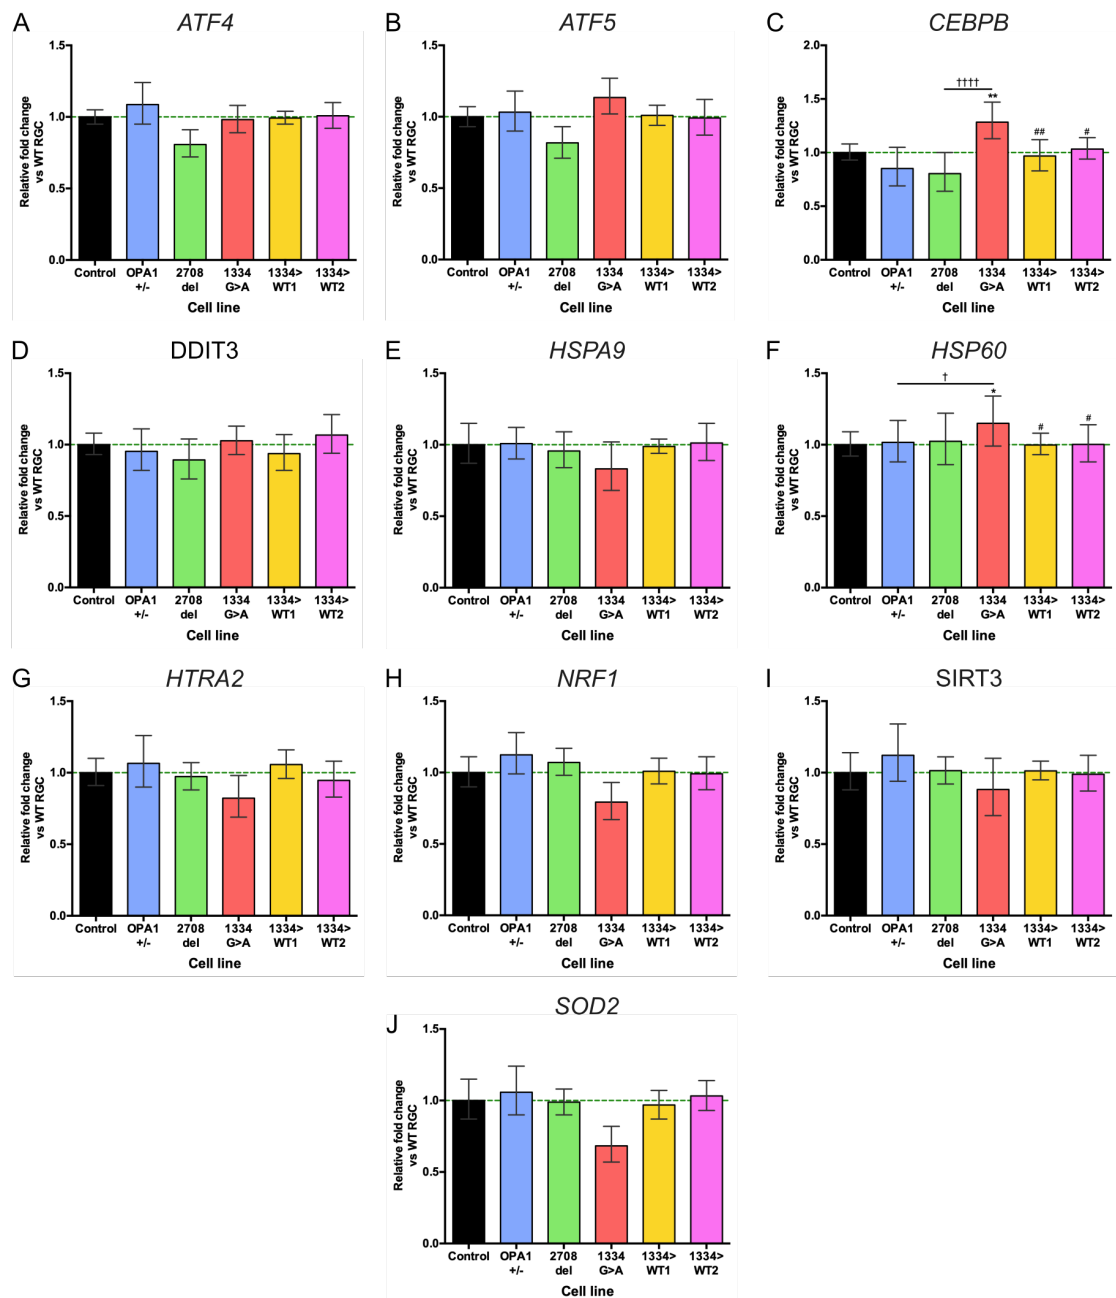 A
ATF4
Relative fold change
vs WT RGC
1.5
1.0
0.5
0.0
Control OPA1 2708 1334 1334> 1334>
+/- del G>A WT1 WT2
Cell line
B
ATF5
Relative fold change
vs WT RGC
1.5
1.0
0.5
0.0
Control OPA1 2708 1334 1334> 1334>
+/- del G>A WT1 WT2
Cell line
C
CEBPB
Relative fold change
vs WT RGC
2.0
1.5
1.0
0.5
0.0
††††
**
##
#
Control OPA1 2708 1334 1334> 1334>
+/- del G>A WT1 WT2
Cell line
D
DDIT3
Relative fold change
vs WT RGC
1.5
1.0
0.5
0.0
Control OPA1 2708 1334 1334> 1334>
+/- del G>A WT1 WT2
Cell line
E
HSPA9
Relative fold change
vs WT RGC
1.5
1.0
0.5
0.0
Control OPA1 2708 1334 1334> 1334>
+/- del G>A WT1 WT2
Cell line
F
HSP60
Relative fold change
vs WT RGC
1.5
1.0
0.5
0.0
†
*
#
#
Control OPA1 2708 1334 1334> 1334>
+/- del G>A WT1 WT2
Cell line
G
HTRA2
Relative fold change
vs WT RGC
1.5
1.0
0.5
0.0
Control OPA1 2708 1334 1334> 1334>
+/- del G>A WT1 WT2
Cell line
H
NRF1
Relative fold change
vs WT RGC
1.5
1.0
0.5
0.0
Control OPA1 2708 1334 1334> 1334>
+/- del G>A WT1 WT2
Cell line
I
SIRT3
Relative fold change
vs WT RGC
1.5
1.0
0.5
0.0
Control OPA1 2708 1334 1334> 1334>
+/- del G>A WT1 WT2
Cell line
J
SOD2
Relative fold change
vs WT RGC
1.5
1.0
0.5
0.0
Control OPA1 2708 1334 1334> 1334>
+/- del G>A WT1 WT2
Cell line